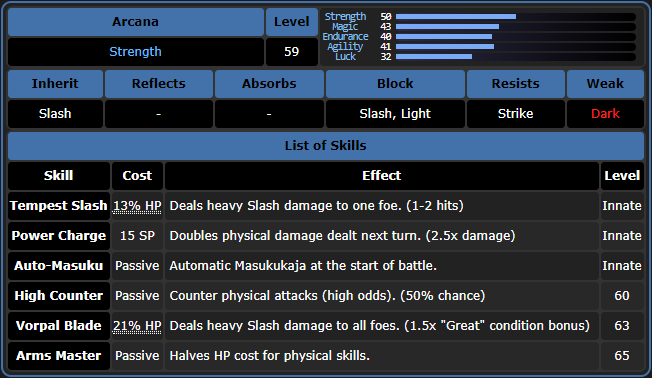 Arcana Level
Strength 59
Strength 50
Magic 43
Endurance 40
Agility 41
Luck 32
Inherit Reflects Absorbs Block Resists Weak
Slash - - Slash, Light Strike Dark
List of Skills
Skill Cost Effect Level
Tempest Slash 13% HP Deals heavy Slash damage to one foe. (1-2 hits) Innate
Power Charge 15 SP Doubles physical damage dealt next turn. (2.5x damage) Innate
Auto-Masuku Passive Automatic Masukukaja at the start of battle. Innate
High Counter Passive Counter physical attacks (high odds). (50% chance) 60
Vorpal Blade 21% HP Deals heavy Slash damage to all foes. (1.5x "Great" condition bonus) 63
Arms Master Passive Halves HP cost for physical skills. 65